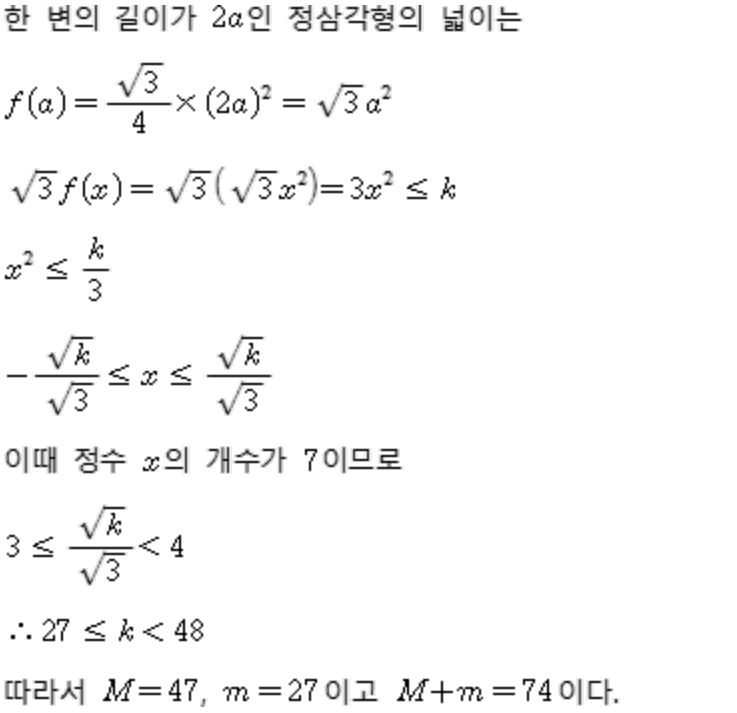 한 변의 길이가 2a인 정삼각형의 넓이는
f(a) = √3/4 × (2a)² = √3 a²
√3 f(x) = √3 (√3 x²) = 3x² ≤ k
x² ≤ k/3
−√k/√3 ≤ x ≤ √k/√3
이때 정수 x의 개수가 7이므로
3 ≤ √k/√3 < 4
∴ 27 ≤ k < 48
따라서 M = 47, m = 27이고 M+m = 74이다.